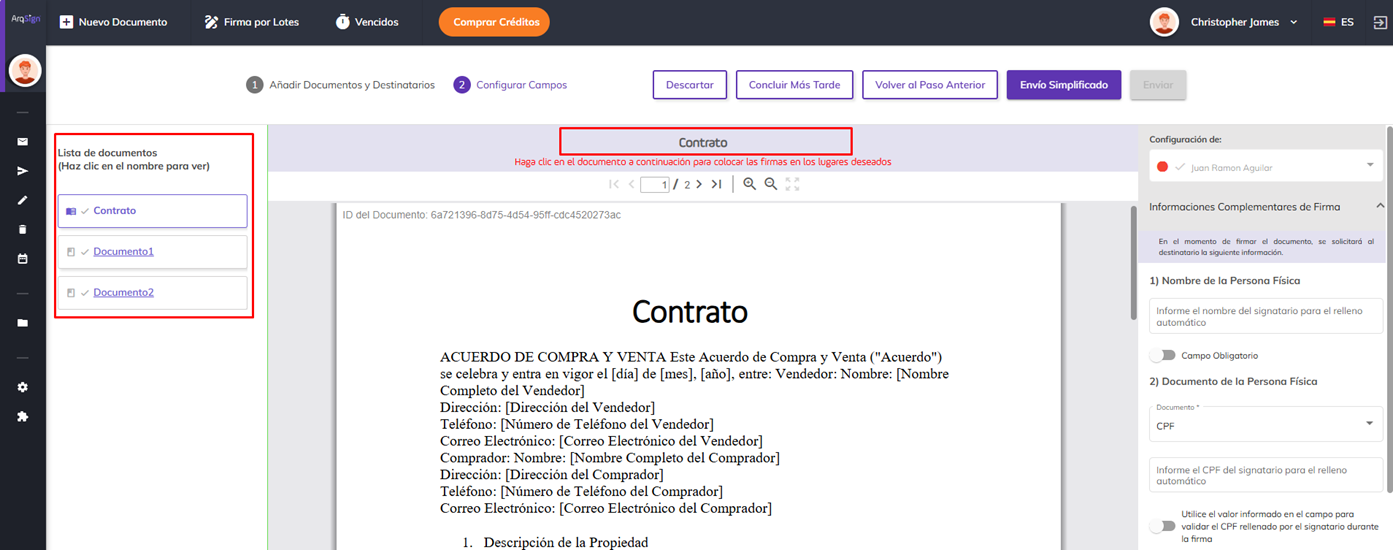 ArqSign
Nuevo Documento
Firma por Lotes
Vencidos
Comprar Créditos
Christopher James
ES
1 Añadir Documentos y Destinatarios
2 Configurar Campos
Descartar
Concluir Más Tarde
Volver al Paso Anterior
Envío Simplificado
Enviar
Lista de documentos
(Haz clic en el nombre para ver)
Contrato
Documento1
Documento2
Contrato
Haga clic en el documento a continuación para colocar las firmas en los lugares deseados
1 / 2
ID del Documento: 6a721396-8d75-4d54-95ff-cdc4520273ac
Contrato
ACUERDO DE COMPRA Y VENTA Este Acuerdo de Compra y Venta ("Acuerdo")
se celebra y entra en vigor el [día] de [mes], [año], entre: Vendedor: Nombre: [Nombre
Completo del Vendedor]
Dirección: [Dirección del Vendedor]
Teléfono: [Número de Teléfono del Vendedor]
Correo Electrónico: [Correo Electrónico del Vendedor]
Comprador: Nombre: [Nombre Completo del Comprador]
Dirección: [Dirección del Comprador]
Teléfono: [Número de Teléfono del Comprador]
Correo Electrónico: [Correo Electrónico del Comprador]
1. Descripción de la Propiedad
Configuración de:
Juan Ramon Aguilar
Informaciones Complementares de Firma
En el momento de firmar el documento, se solicitará al
destinatario la siguiente información.
1) Nombre de la Persona Física
Informe el nombre del signatario para el relleno
automático
Campo Obligatorio
2) Documento de la Persona Física
Documento *
CPF
Informe el CPF del signatario para el relleno
automático
Utilice el valor informado en el campo para
validar el CPF rellenado por el signatario durante
la firma